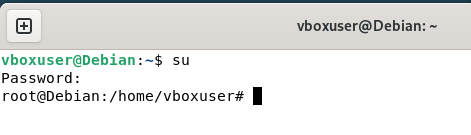 vboxuser@Debian: ~
vboxuser@Debian:~$ su
Password:
root@Debian:/home/vboxuser#